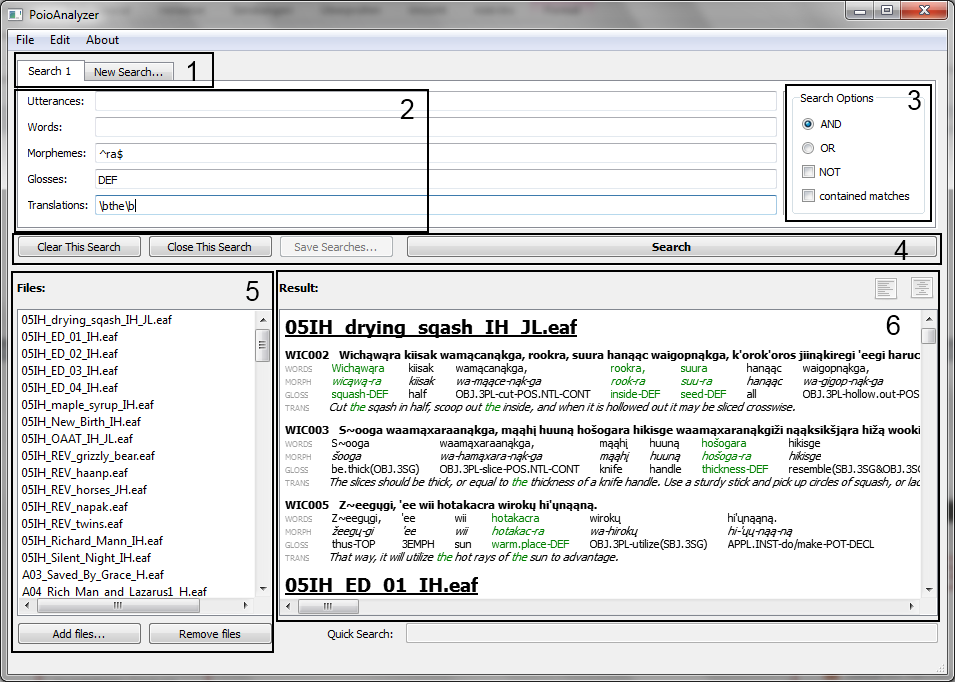 PoioAnalyzer
File Edit About
Search 1 New Search... 1
Utterances: 2
Words:
Morphemes: ^ra$
Glosses: DEF
Translations: \bthe\b
Search Options 3
AND
OR
NOT
contained matches
Clear This Search Close This Search Save Searches... Search 4
Files: 5
05IH_drying_sqash_IH_JL.eaf
05IH_ED_01_IH.eaf
05IH_ED_02_IH.eaf
05IH_ED_03_IH.eaf
05IH_ED_04_IH.eaf
05IH_maple_syrup_IH.eaf
05IH_New_Birth_IH.eaf
05IH_OAAT_IH_JL.eaf
05IH_REV_grizzly_bear.eaf
05IH_REV_haanp.eaf
05IH_REV_horses_JH.eaf
05IH_REV_napak.eaf
05IH_REV_twins.eaf
05IH_Richard_Mann_IH.eaf
05IH_Silent_Night_IH.eaf
A03_Saved_By_Grace_H.eaf
A04_Rich_Man_and_Lazarus1_H.eaf
Add files... Remove files
Result: 6
05IH_drying_sqash_IH_JL.eaf
WIC002 Wichąwąra kiisak wamącanąkga, rookra, suura hanąąc waigopnąkga, k'orok'oros jiinąkiregi 'eegi haruc
WORDS Wichąwąra kiisak wamącanąkga, rookra, suura hanąąc waigopnąkga,
MORPH wicąwą-ra kiisak wa-mąące-nąk-ga rook-ra suu-ra hanąąc wa-gigop-nąk-ga
GLOSS squash-DEF half OBJ.3PL-cut-POS.NTL-CONT inside-DEF seed-DEF all OBJ.3PL-hollow.out-POS
TRANS Cut the sqash in half, scoop out the inside, and when it is hollowed out it may be sliced crosswise.
WIC003 S~ooga waamąxaraanąkga, mąąhį huuną hošogara hikisge waamąxaranąkgiži nąąksikšjąra hižą wooki
WORDS S~ooga waamąxaraanąkga, mąąhį huuną hošogara hikisge
MORPH šooga wa-hamąxara-nąk-ga mąąhį huuną hošoga-ra hikisge
GLOSS be.thick(OBJ.3SG) OBJ.3PL-slice-POS.NTL-CONT knife handle thickness-DEF resemble(SBJ.3SG&OBJ.3SG
TRANS The slices should be thick, or equal to the thickness of a knife handle. Use a sturdy stick and pick up circles of squash, or lac
WIC005 Z~eegųgi, 'ee wii hotakacra wirokų hi'ųnąąną.
WORDS Z~eegųgi, 'ee wii hotakacra wirokų hi'ųnąąną.
MORPH žeegų-gi 'ee wii hotakac-ra wa-hirokų hi-'ųų-nąą-ną
GLOSS thus-TOP 3EMPH sun warm.place-DEF OBJ.3PL-utilize(SBJ.3SG) APPL.INST-do/make-POT-DECL
TRANS That way, it will utilize the hot rays of the sun to advantage.
05IH_ED_01_IH.eaf
Quick Search: